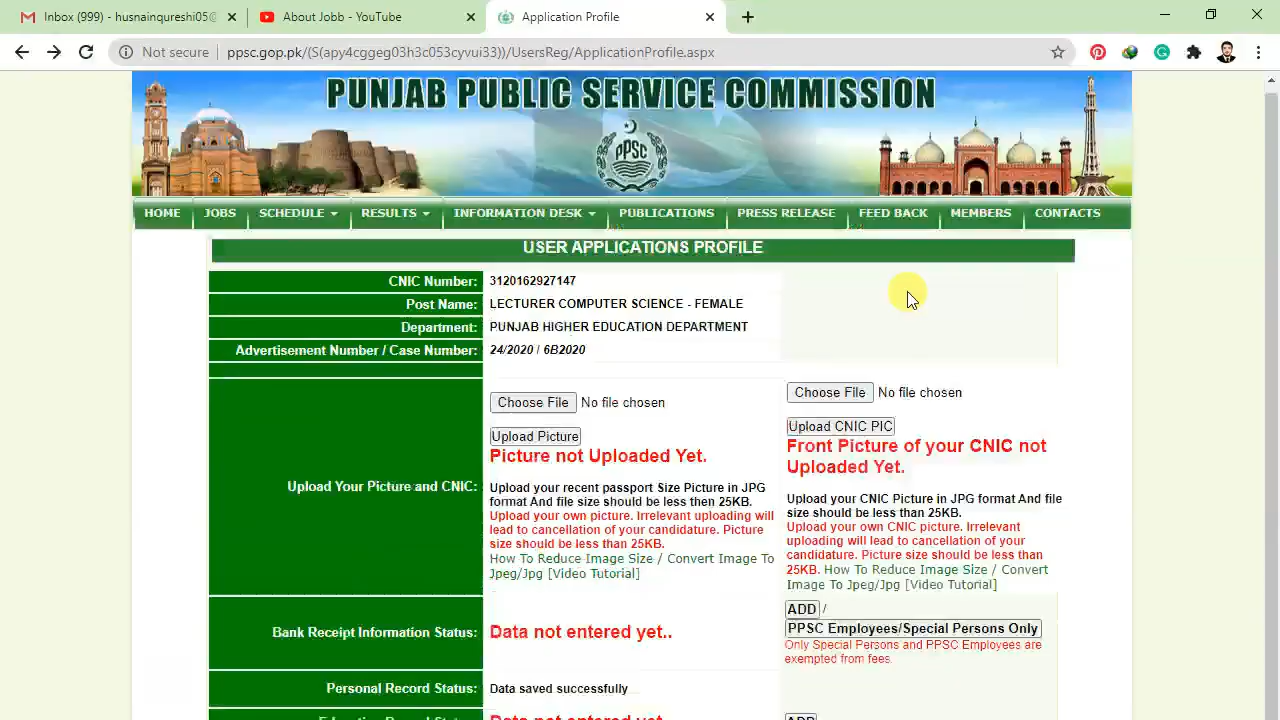 Inbox (999) - husnainqureshi05@
About Jobb - YouTube
Application Profile
Not secure
ppsc.gop.pk/(S(apy4cggeg03h3c053cyvui33))/UsersReg/ApplicationProfile.aspx
PUNJAB PUBLIC SERVICE COMMISSION
PPSC
HOME JOBS SCHEDULE RESULTS INFORMATION DESK PUBLICATIONS PRESS RELEASE FEED BACK MEMBERS CONTACTS
USER APPLICATIONS PROFILE
CNIC Number: 3120162927147
Post Name: LECTURER COMPUTER SCIENCE - FEMALE
Department: PUNJAB HIGHER EDUCATION DEPARTMENT
Advertisement Number / Case Number: 24/2020 / 6B2020
Upload Your Picture and CNIC:
Choose File No file chosen
Upload Picture
Picture not Uploaded Yet.
Upload your recent passport Size Picture in JPG
format And file size should be less then 25KB.
Upload your own picture. Irrelevant uploading will
lead to cancellation of your candidature. Picture
size should be less than 25KB.
How To Reduce Image Size / Convert Image To
Jpeg/Jpg [Video Tutorial]
Choose File No file chosen
Upload CNIC PIC
Front Picture of your CNIC not
Uploaded Yet.
Upload your CNIC Picture in JPG format And file
size should be less than 25KB.
Upload your own CNIC picture. Irrelevant
uploading will lead to cancellation of your
candidature. Picture size should be less than
25KB. How To Reduce Image Size / Convert
Image To Jpeg/Jpg [Video Tutorial]
Bank Receipt Information Status: Data not entered yet..
ADD /
PPSC Employees/Special Persons Only
Only Special Persons and PPSC Employees are
exempted from fees.
Personal Record Status: Data saved successfully
Education Record Status: Data not entered yet
ADD